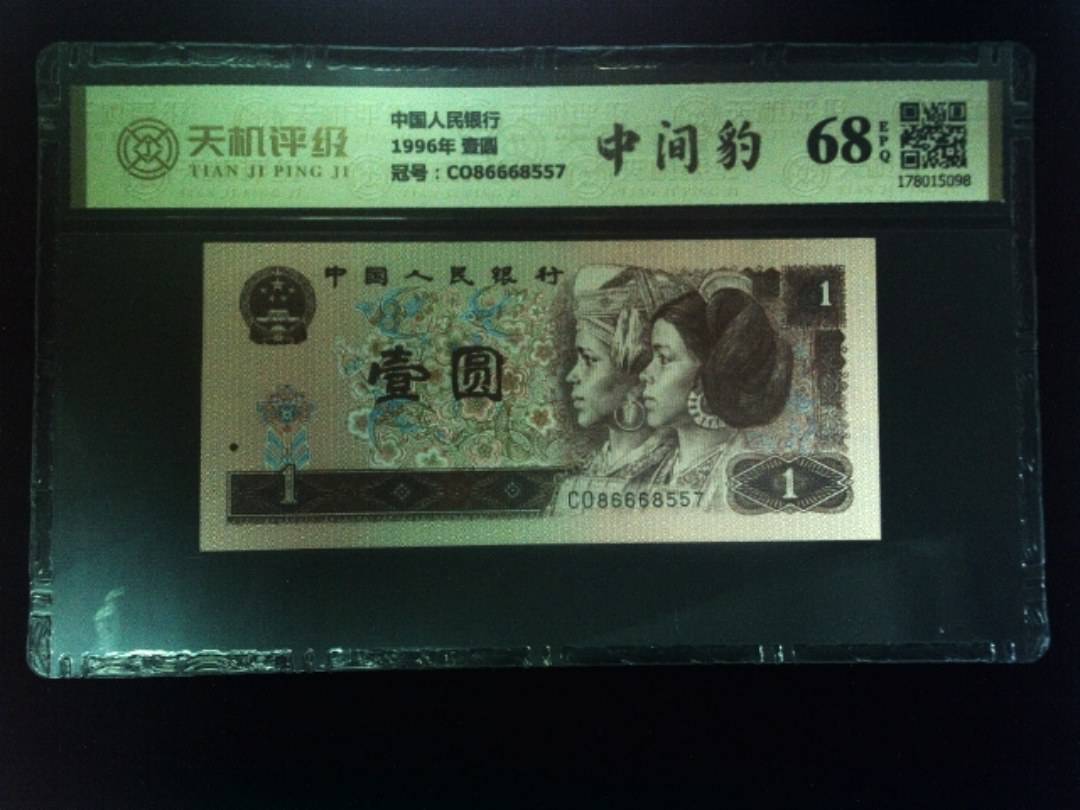 天机评级
TIAN JI PING JI
中国人民银行
1996年 壹圆
冠号：CO86668557
中间豹
68
EPQ
178015098
中国人民银行
1
壹圆
1
CO86668557
1